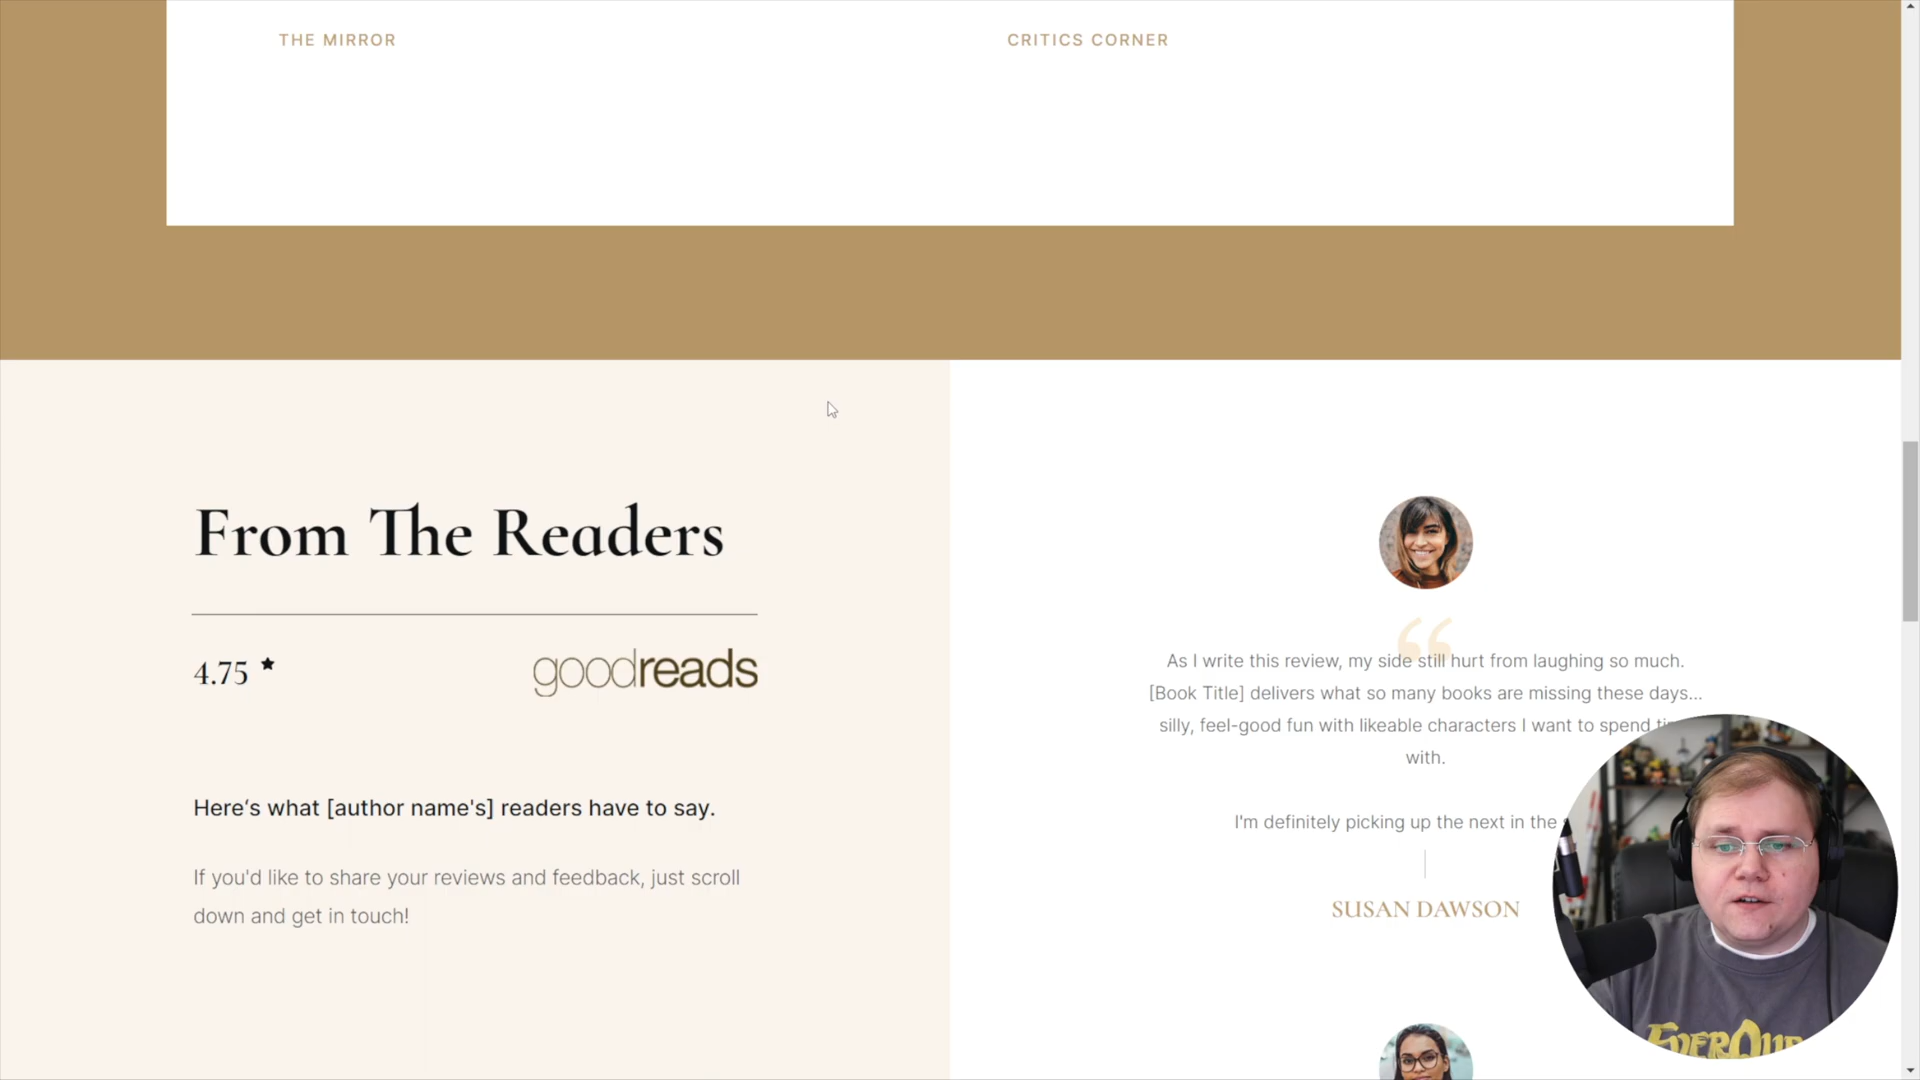 THE MIRROR
CRITICS CORNER
From The Readers
4.75 ★
goodreads
Here‘s what [author name's] readers have to say.
If you'd like to share your reviews and feedback, just scroll
down and get in touch!
“
As I write this review, my side still hurt from laughing so much.
[Book Title] delivers what so many books are missing these days...
silly, feel-good fun with likeable characters I want to spend
with.
I'm definitely picking up the next in the
SUSAN DAWSON